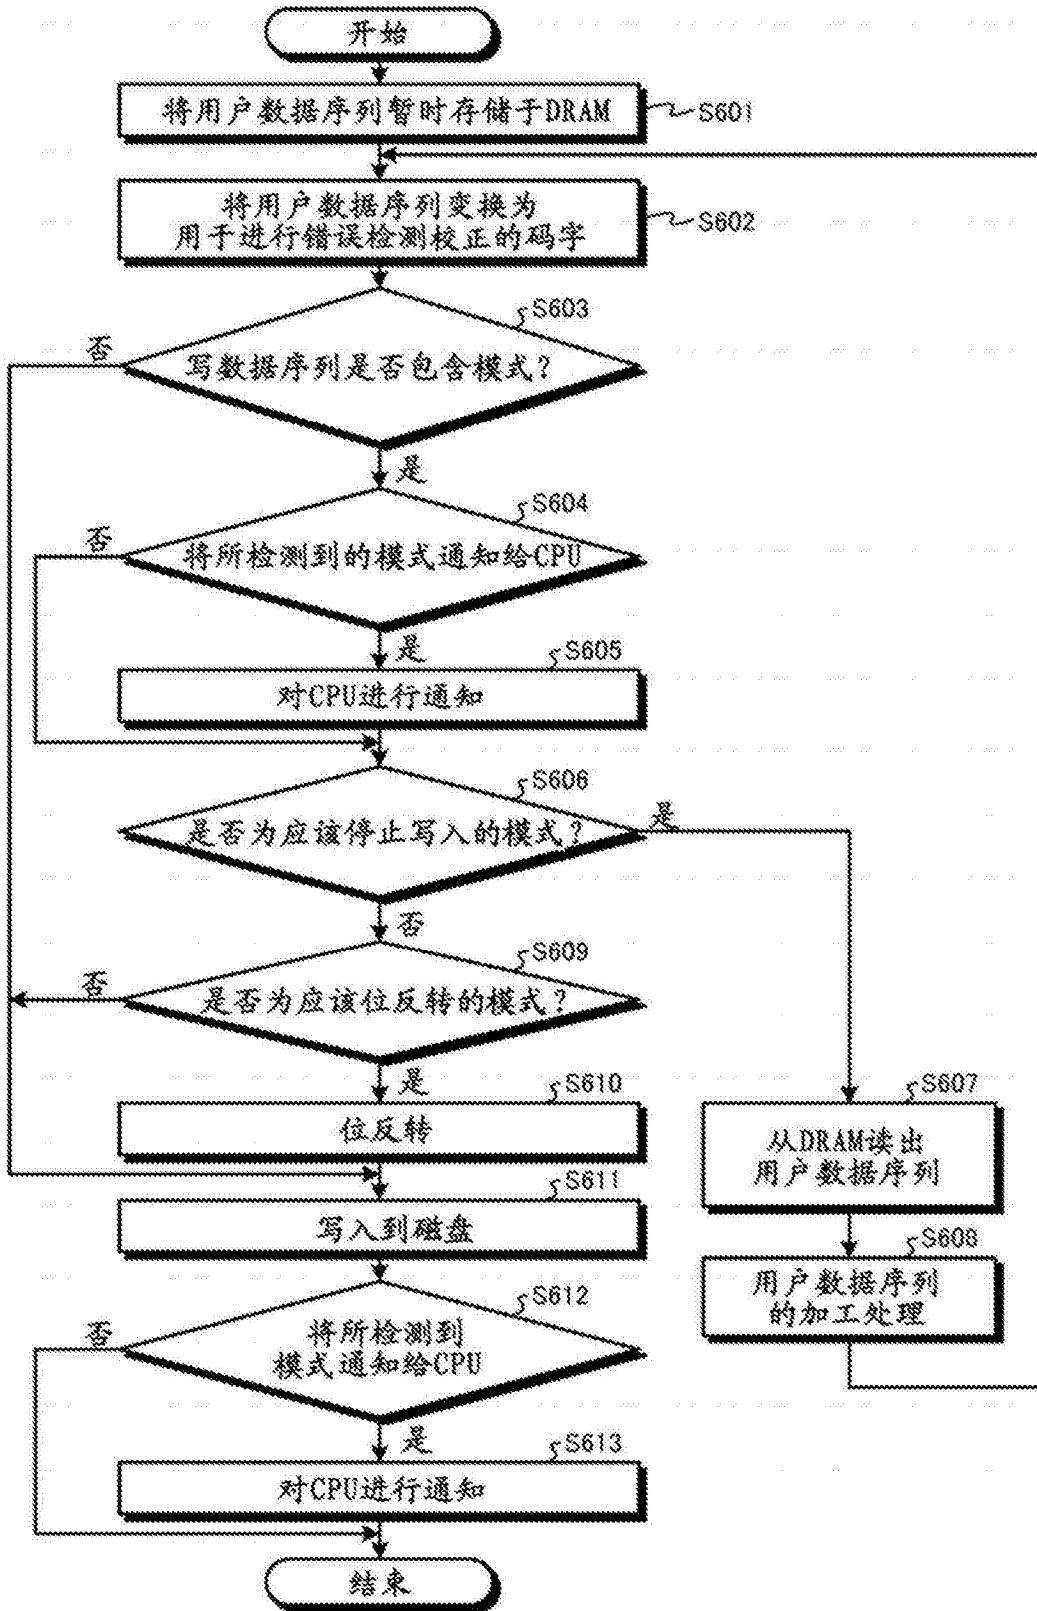 开始
将用户数据序列暂时存储于DRAM
S601
将用户数据序列变换为
用于进行错误检测校正的码字
S602
S603
否
写数据序列是否包含模式？
是
S604
否
将所检测到的模式通知给CPU
是
S605
对CPU进行通知
S606
是否为应该停止写入的模式？
是
否
S609
否
是否为应该位反转的模式？
是
S610
位反转
S607
从DRAM读出
用户数据序列
S611
写入到磁盘
S608
用户数据序列
的加工处理
S612
否
将所检测到
模式通知给CPU
是
S613
对CPU进行通知
结束